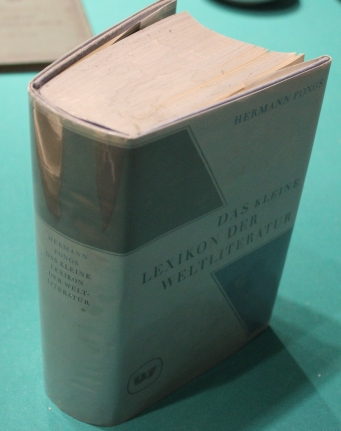 HERMANN PONGS
DAS KLEINE
LEXIKON DER
WELTLITERATUR
HERMANN
PONGS
DAS KLEINE
LEXIKON
DER WELT-
LITERATUR